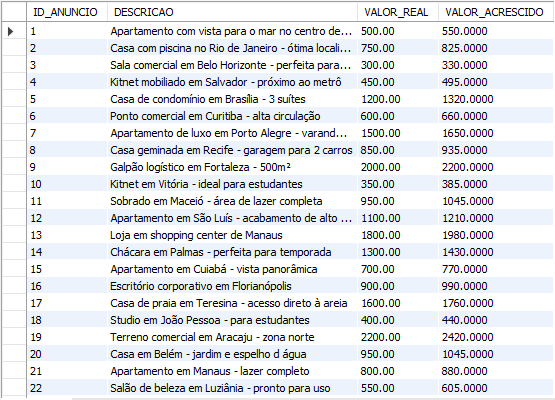 ID_ANUNCIO DESCRICAO VALOR_REAL VALOR_ACRESCIDO
1 Apartamento com vista para o mar no centro de... 500.00 550.0000
2 Casa com piscina no Rio de Janeiro - ótima locali... 750.00 825.0000
3 Sala comercial em Belo Horizonte - perfeita para... 300.00 330.0000
4 Kitnet mobiliado em Salvador - próximo ao metrô 450.00 495.0000
5 Casa de condomínio em Brasília - 3 suítes 1200.00 1320.0000
6 Ponto comercial em Curitiba - alta circulação 600.00 660.0000
7 Apartamento de luxo em Porto Alegre - varand... 1500.00 1650.0000
8 Casa geminada em Recife - garagem para 2 carros 850.00 935.0000
9 Galpão logístico em Fortaleza - 500m² 2000.00 2200.0000
10 Kitnet em Vitória - ideal para estudantes 350.00 385.0000
11 Sobrado em Maceió - área de lazer completa 950.00 1045.0000
12 Apartamento em São Luís - acabamento de alto ... 1100.00 1210.0000
13 Loja em shopping center de Manaus 1800.00 1980.0000
14 Chácara em Palmas - perfeita para temporada 1300.00 1430.0000
15 Apartamento em Cuiabá - vista panorâmica 700.00 770.0000
16 Escritório corporativo em Florianópolis 900.00 990.0000
17 Casa de praia em Teresina - acesso direto à areia 1600.00 1760.0000
18 Studio em João Pessoa - para estudantes 400.00 440.0000
19 Terreno comercial em Aracaju - zona norte 2200.00 2420.0000
20 Casa em Belém - jardim e espelho d água 950.00 1045.0000
21 Apartamento em Manaus - lazer completo 800.00 880.0000
22 Salão de beleza em Luziânia - pronto para uso 550.00 605.0000